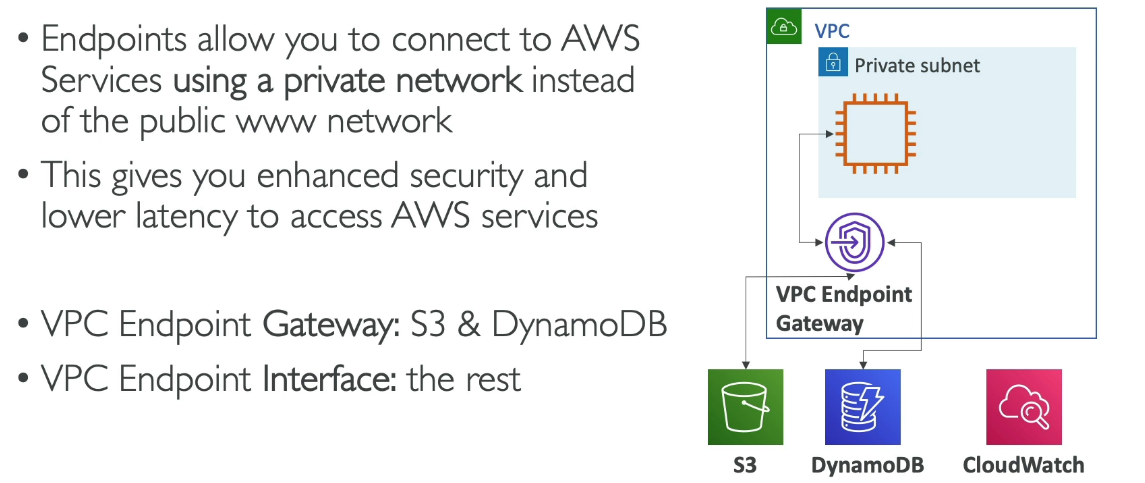 • Endpoints allow you to connect to AWS
Services using a private network instead
of the public www network
• This gives you enhanced security and
lower latency to access AWS services
• VPC Endpoint Gateway: S3 & DynamoDB
• VPC Endpoint Interface: the rest
VPC
Private subnet
VPC Endpoint
Gateway
S3
DynamoDB
CloudWatch